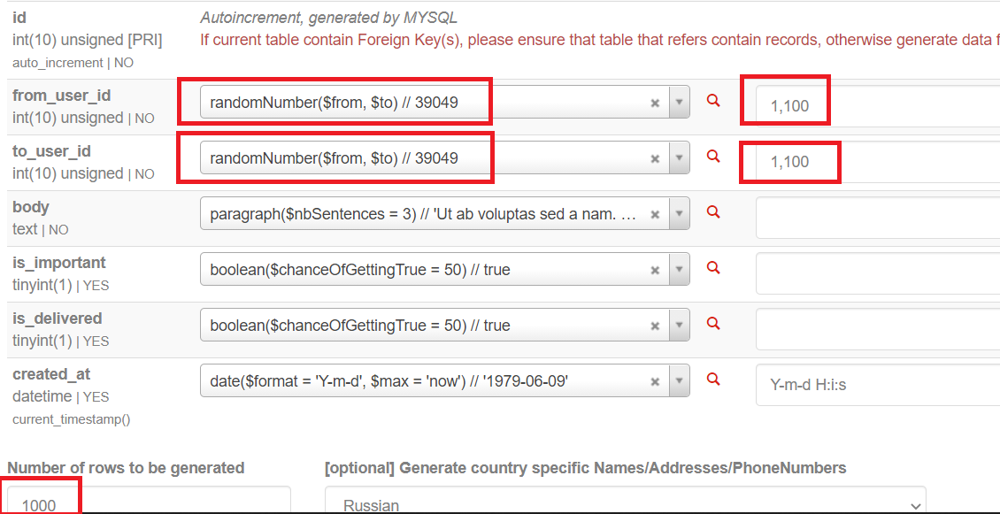 id
Autoincrement, generated by MYSQL
int(10) unsigned [PRI]
If current table contain Foreign Key(s), please ensure that table that refers contain records, otherwise generate data f
auto_increment | NO
from_user_id
randomNumber($from, $to) // 39049
1,100
int(10) unsigned | NO
to_user_id
randomNumber($from, $to) // 39049
1,100
int(10) unsigned | NO
body
paragraph($nbSentences = 3) // 'Ut ab voluptas sed a nam. …
text | NO
is_important
boolean($chanceOfGettingTrue = 50) // true
tinyint(1) | YES
is_delivered
boolean($chanceOfGettingTrue = 50) // true
tinyint(1) | YES
created_at
date($format = 'Y-m-d', $max = 'now') // '1979-06-09'
Y-m-d H:i:s
datetime | YES
current_timestamp()
Number of rows to be generated
[optional] Generate country specific Names/Addresses/PhoneNumbers
1000
Russian